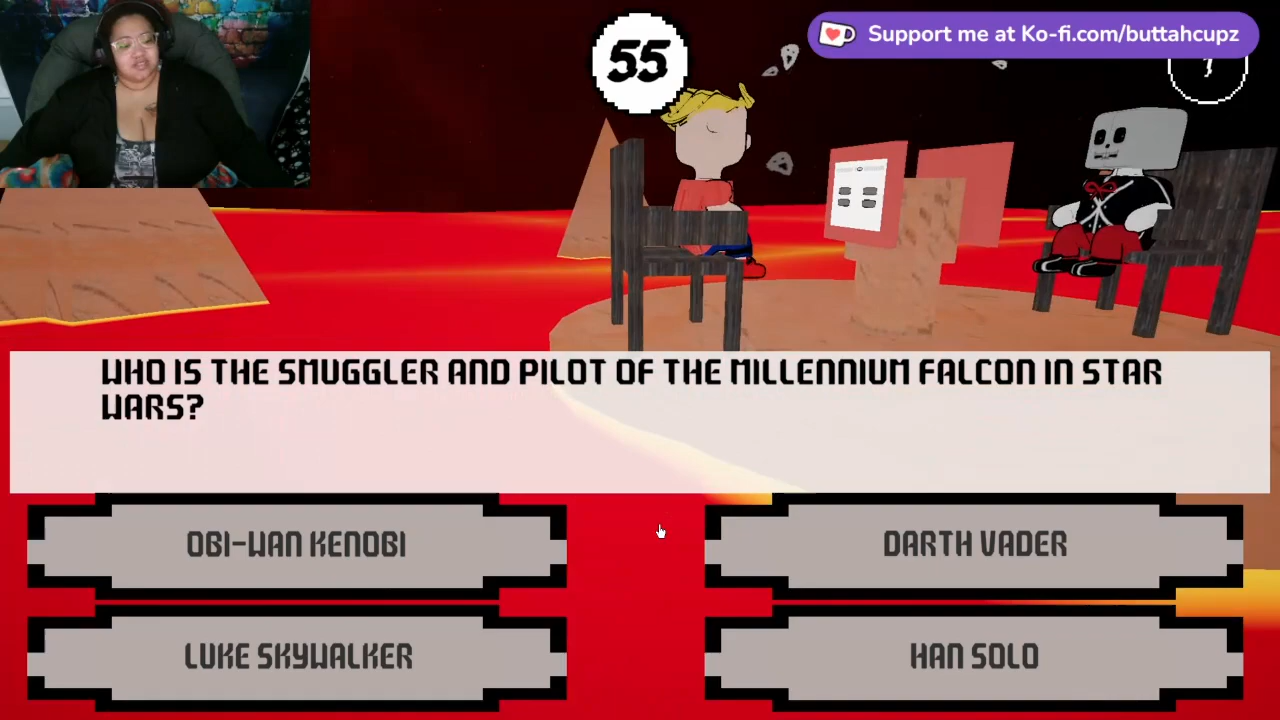 55
Support me at Ko-fi.com/buttahcupz
WHO IS THE SMUGGLER AND PILOT OF THE MILLENNIUM FALCON IN STAR
WARS?
OBI-WAN KENOBI
DARTH VADER
LUKE SKYWALKER
HAN SOLO